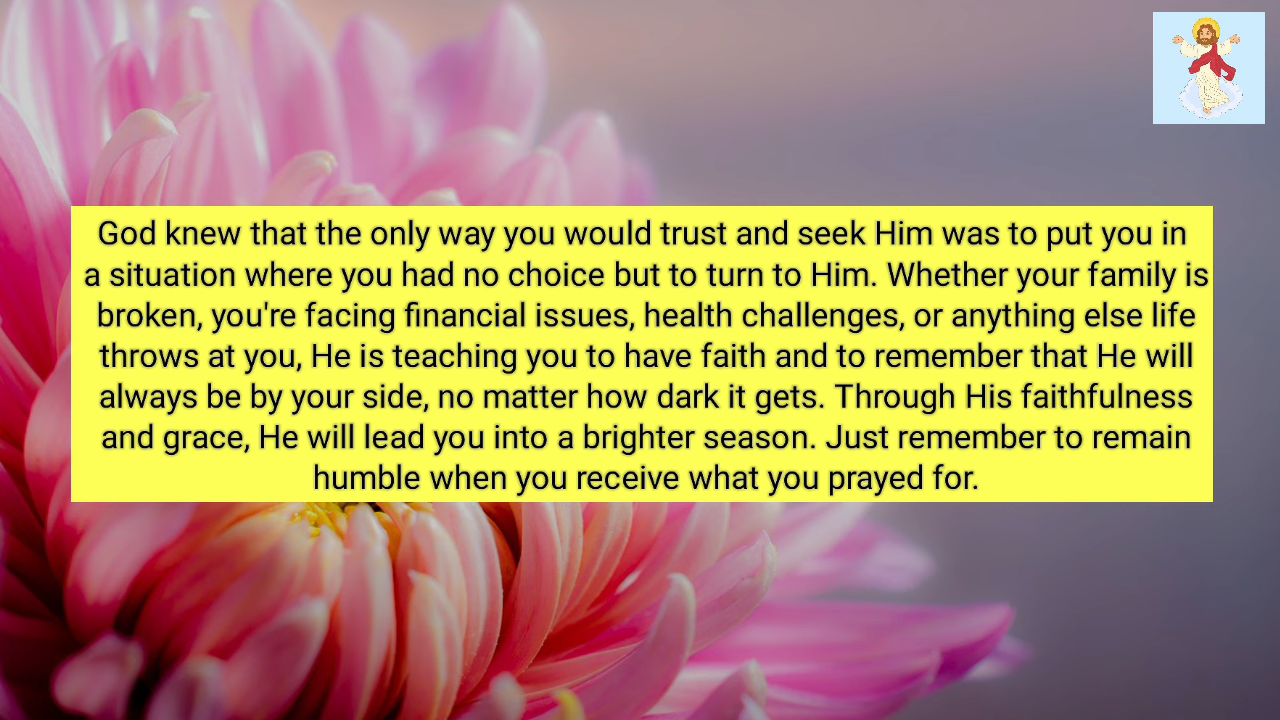 God knew that the only way you would trust and seek Him was to put you in
a situation where you had no choice but to turn to Him. Whether your family is
broken, you're facing financial issues, health challenges, or anything else life
throws at you, He is teaching you to have faith and to remember that He will
always be by your side, no matter how dark it gets. Through His faithfulness
and grace, He will lead you into a brighter season. Just remember to remain
humble when you receive what you prayed for.